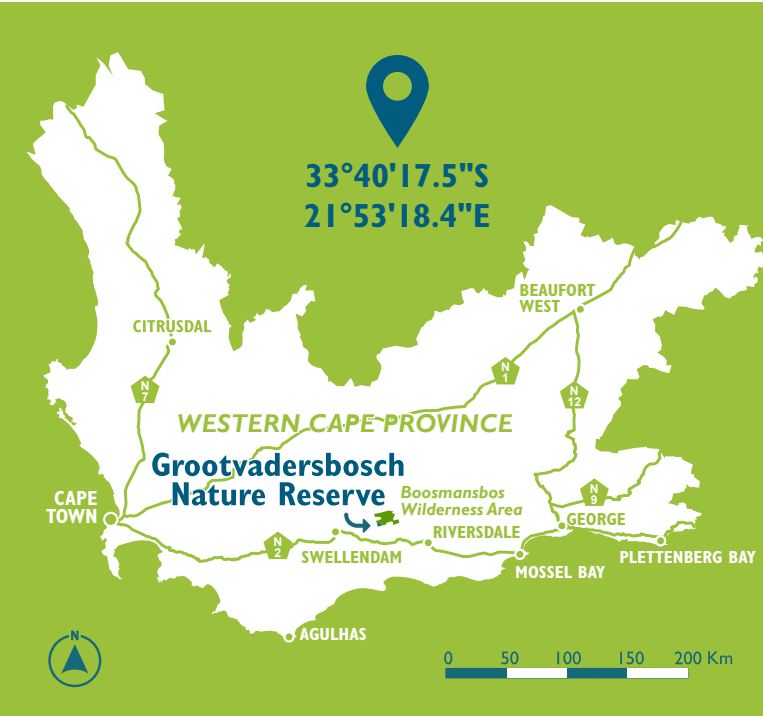 33°40'17.5"S
21°53'18.4"E
BEAUFORT
WEST
CITRUSDAL
N
1
N
7
N
12
WESTERN CAPE PROVINCE
Grootvadersbosch
Nature Reserve
Boosmansbos
Wilderness Area
N
9
CAPE
TOWN
GEORGE
RIVERSDALE
N
2
SWELLENDAM
PLETTENBERG BAY
MOSSEL BAY
AGULHAS
N
0 50 100 150 200 Km